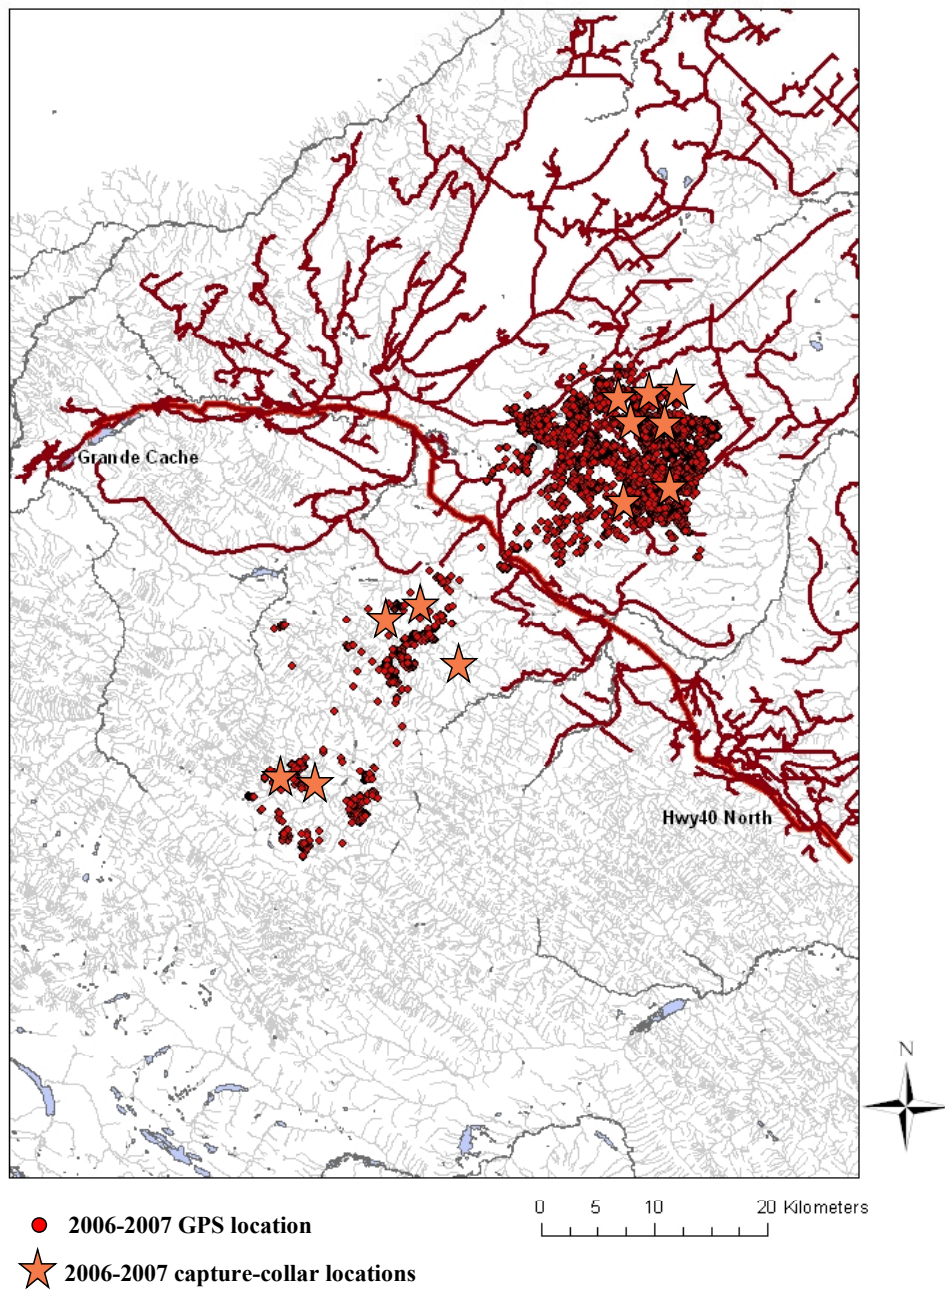 Grande Cache
Hwy40 North
N
0 5 10 20 Kilometers
2006-2007 GPS location
2006-2007 capture-collar locations